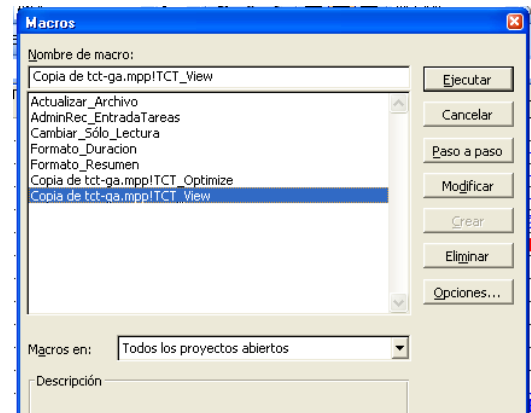 Macros
Nombre de macro:
Copia de tct-ga.mpp!TCT_View
Ejecutar
Actualizar_Archivo
AdminRec_EntradaTareas
Cambiar_Sólo_Lectura
Formato_Duracion
Formato_Resumen
Copia de tct-ga.mpp!TCT_Optimize
Copia de tct-ga.mpp!TCT_View
Cancelar
Paso a paso
Modificar
Crear
Eliminar
Opciones...
Macros en:
Todos los proyectos abiertos
Descripción